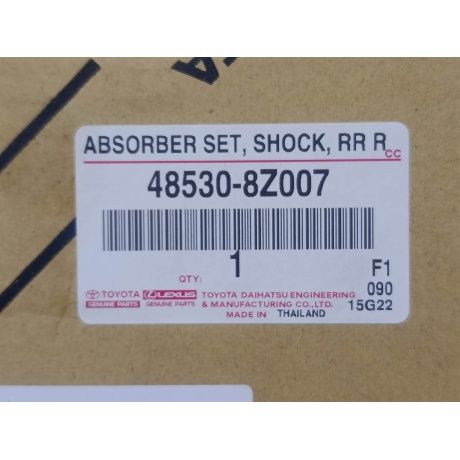 ABSORBER SET, SHOCK, RR R
CC
48530-8Z007
QTY: 1
F1
090
15G22
TOYOTA
GENUINE PARTS
LEXUS
GENUINE PARTS
TOYOTA DAIHATSU ENGINEERING
& MANUFACTURING CO.,LTD.
MADE IN THAILAND